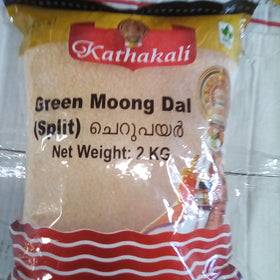 Kathakali
Green Moong Dal
(Split) ചെറുപയർ
Net Weight: 2 KG